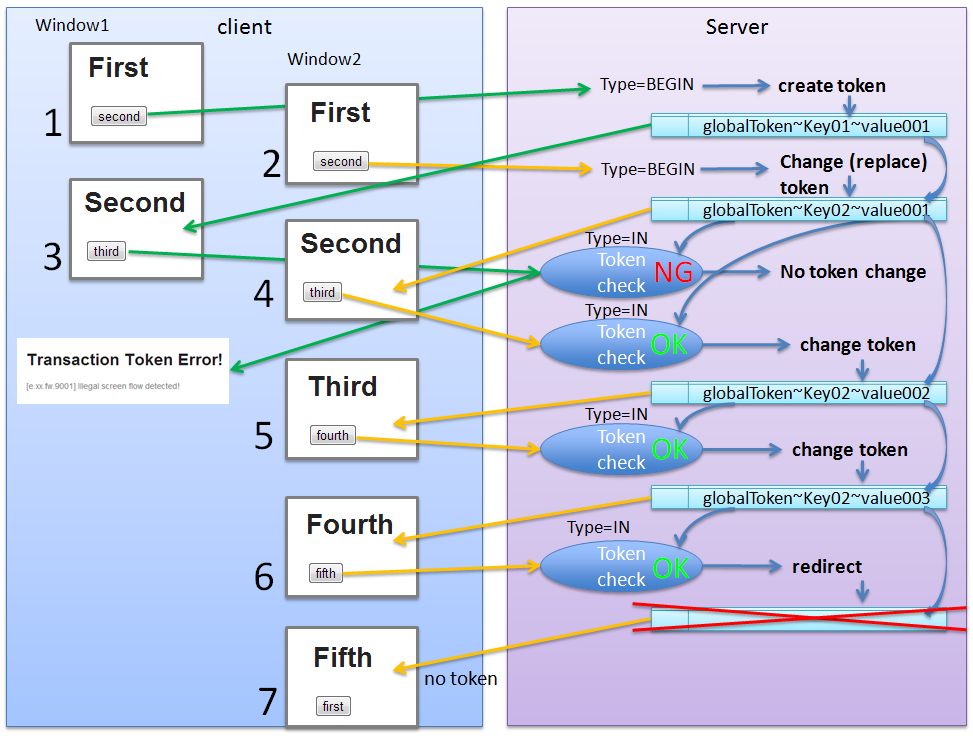 Window1
client
Server
First
second
1
Window2
First
second
2
Type=BEGIN
create token
globalToken~Key01~value001
Type=BEGIN
Change (replace)
token
globalToken~Key02~value001
Second
third
3
Second
third
4
Type=IN
Token
check
NG
No token change
Type=IN
Token
check
OK
change token
Transaction Token Error!
[e.xx.fw.9001] illegal screen flow detected!
globalToken~Key02~value002
Third
fourth
5
Type=IN
Token
check
OK
change token
globalToken~Key02~value003
Fourth
fifth
6
Type=IN
Token
check
OK
redirect
Fifth
first
7
no token